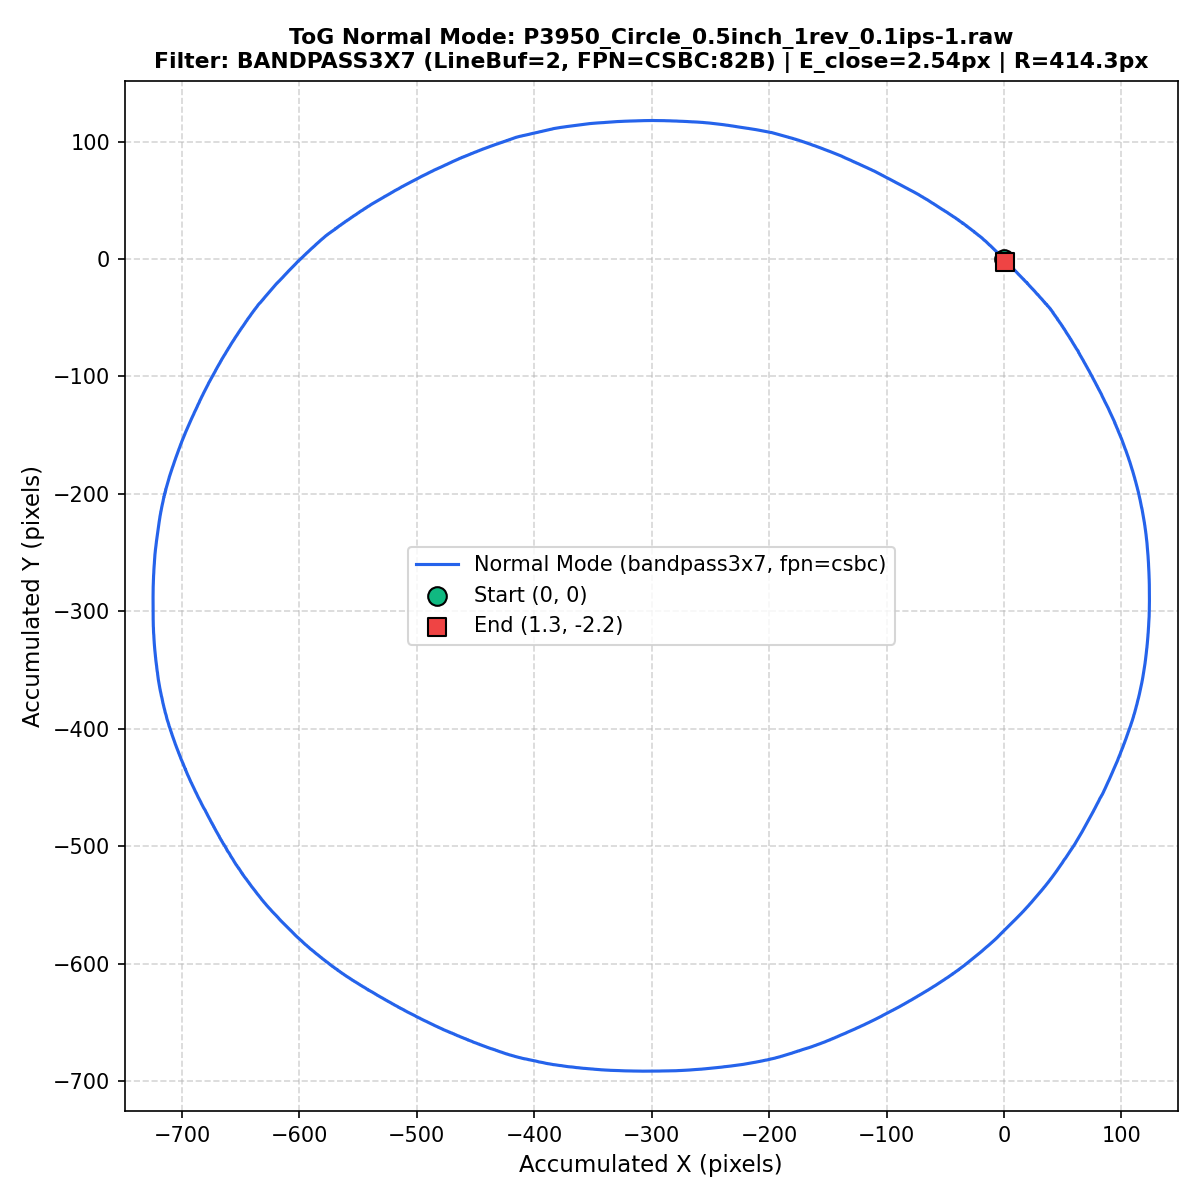 ToG Normal Mode: P3950_Circle_0.5inch_1rev_0.1ips-1.raw
Filter: BANDPASS3X7 (LineBuf=2, FPN=CSBC:82B) | E_close=2.54px | R=414.3px
Accumulated Y (pixels)
100
0
−100
−200
−300
−400
−500
−600
−700
Normal Mode (bandpass3x7, fpn=csbc)
Start (0, 0)
End (1.3, -2.2)
−700 −600 −500 −400 −300 −200 −100 0 100
Accumulated X (pixels)